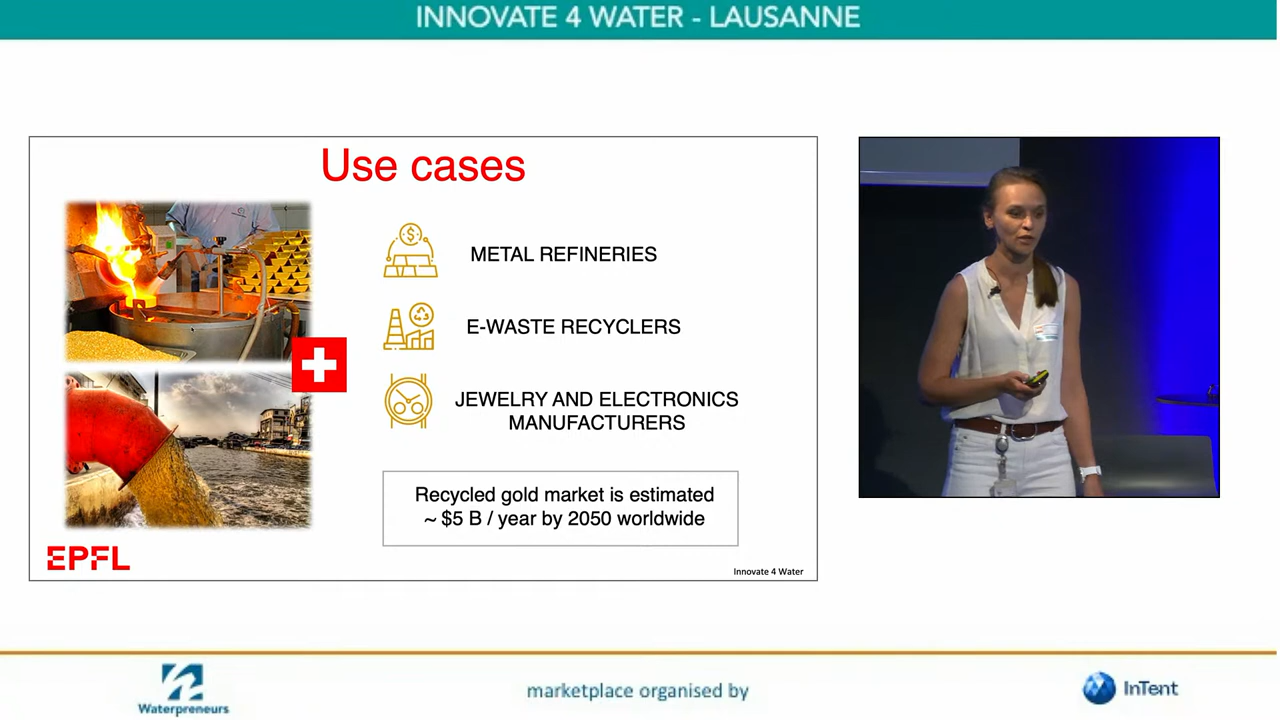 INNOVATE 4 WATER - LAUSANNE
Use cases
METAL REFINERIES
E-WASTE RECYCLERS
JEWELRY AND ELECTRONICS
MANUFACTURERS
Recycled gold market is estimated
~ $5 B / year by 2050 worldwide
EPFL
Innovate 4 Water
Waterpreneurs
marketplace organised by
InTent